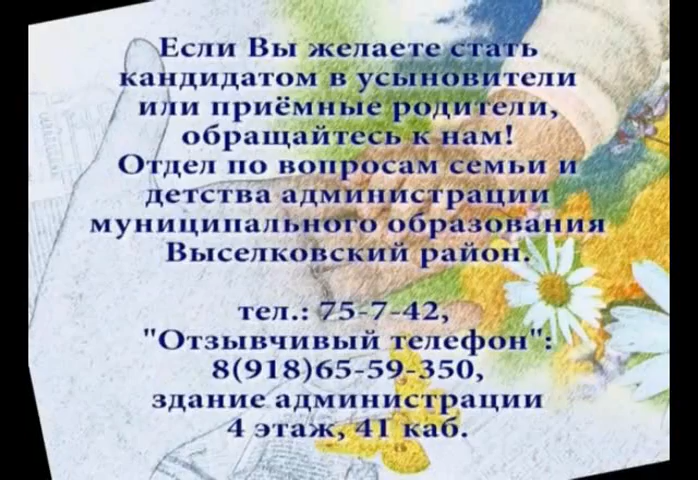 Если Вы желаете стать
кандидатом в усыновители
или приёмные родители,
обращайтесь к нам!
Отдел по вопросам семьи и
детства администрации
муниципального образования
Выселковский район.
тел.: 75-7-42,
"Отзывчивый телефон":
8(918)65-59-350,
здание администрации
4 этаж, 41 каб.